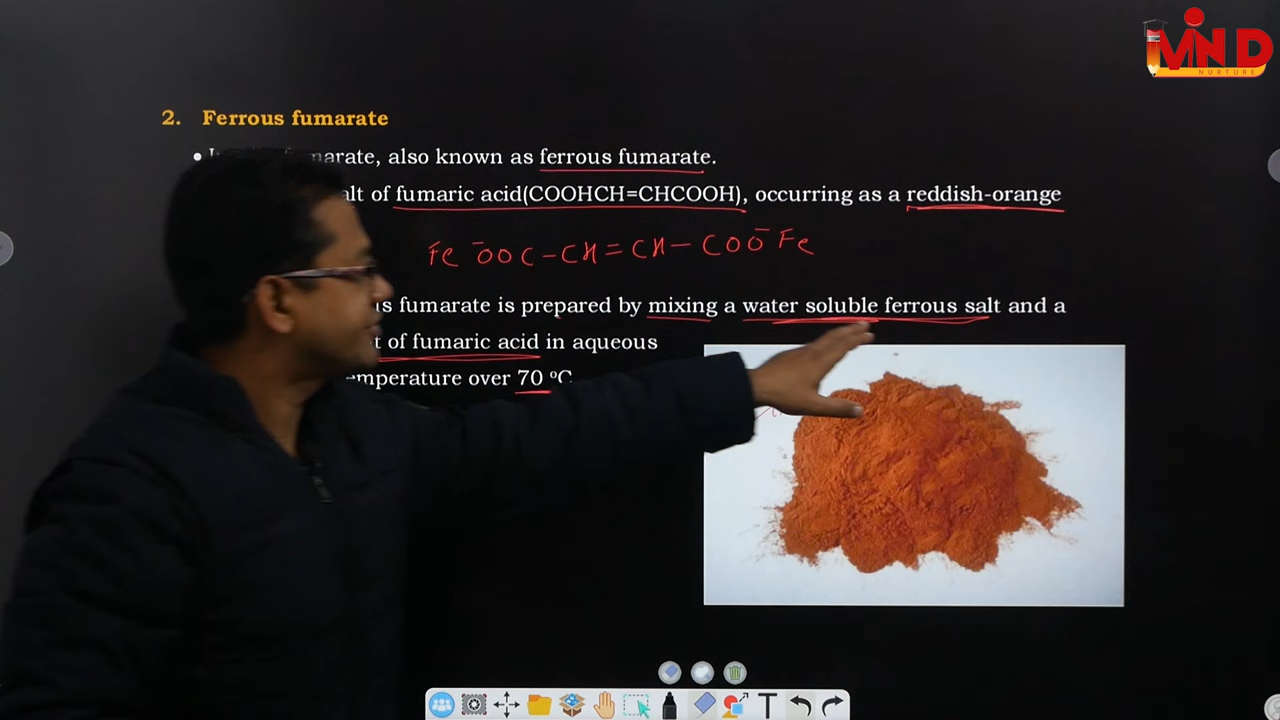 MIND
NURTURE
2. Ferrous fumarate
• marate, also known as ferrous fumarate.
alt of fumaric acid(COOHCH=CHCOOH), occurring as a reddish-orange
Fe ⁻OOC-CH=CH-COO⁻ Fe
s fumarate is prepared by mixing a water soluble ferrous salt and a
t of fumaric acid in aqueous
emperature over 70 ºC
T